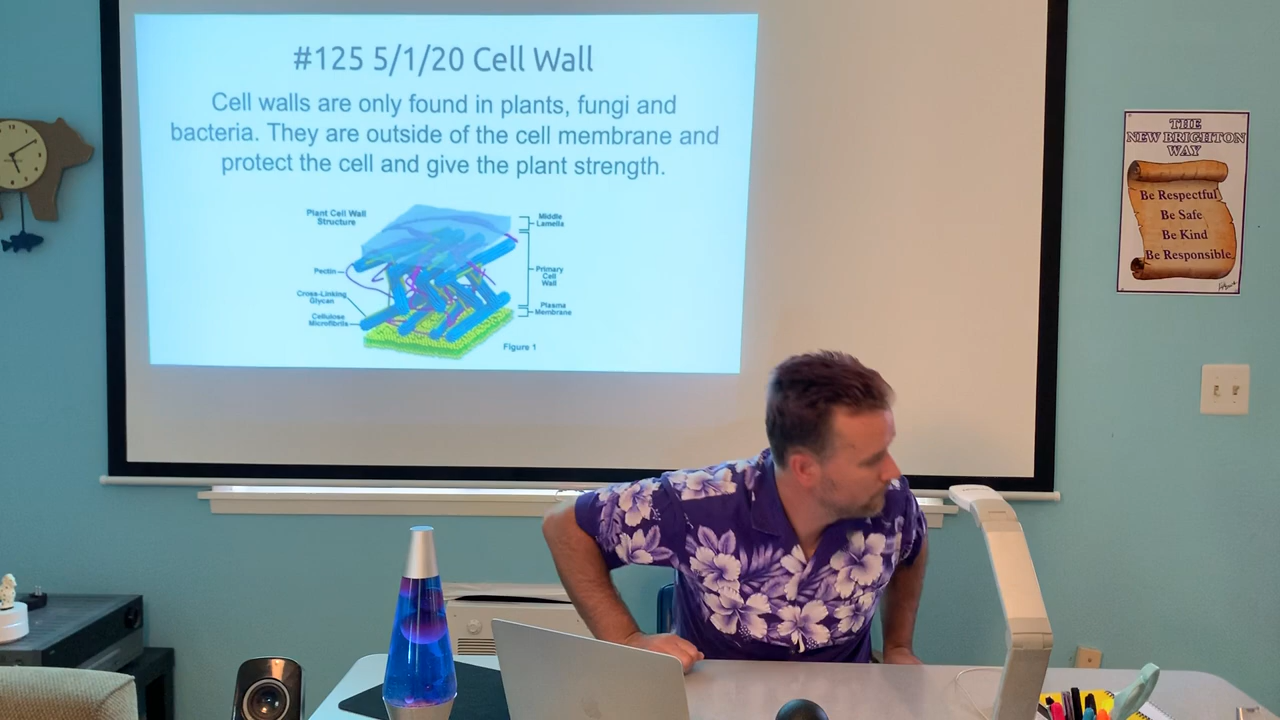 #125 5/1/20 Cell Wall
Cell walls are only found in plants, fungi and
bacteria. They are outside of the cell membrane and
protect the cell and give the plant strength.
Plant Cell Wall
Structure
Middle
Lamella
Pectin
Primary
Cell
Wall
Cross-Linking
Glycan
Cellulose
Microfibrils
Plasma
Membrane
Figure 1
THE
NEW BRIGHTON
WAY
Be Respectful
Be Safe
Be Kind
Be Responsible.